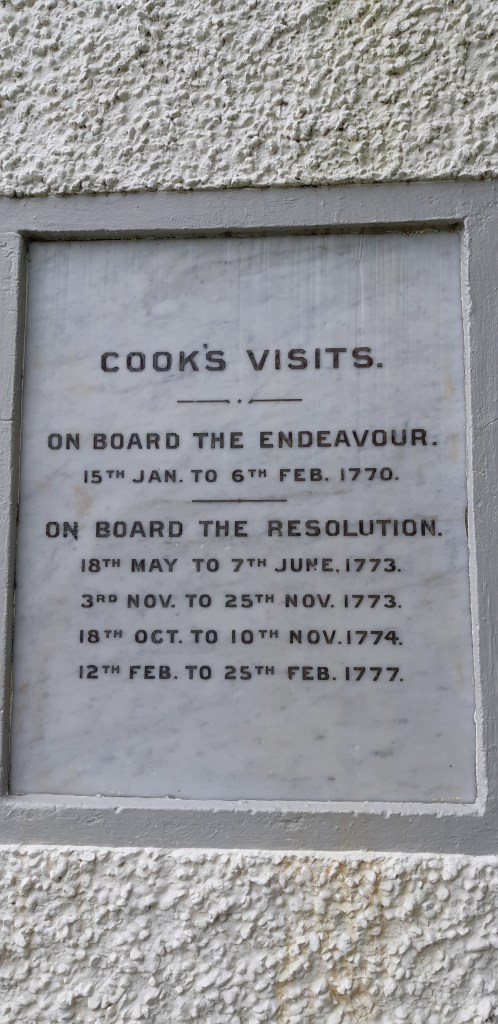 COOK'S VISITS.
ON BOARD THE ENDEAVOUR.
15TH JAN. TO 6TH FEB. 1770.
ON BOARD THE RESOLUTION.
18TH MAY TO 7TH JUNE. 1773.
3RD NOV. TO 25TH NOV. 1773.
18TH OCT. TO 10TH NOV. 1774.
12TH FEB. TO 25TH FEB. 1777.